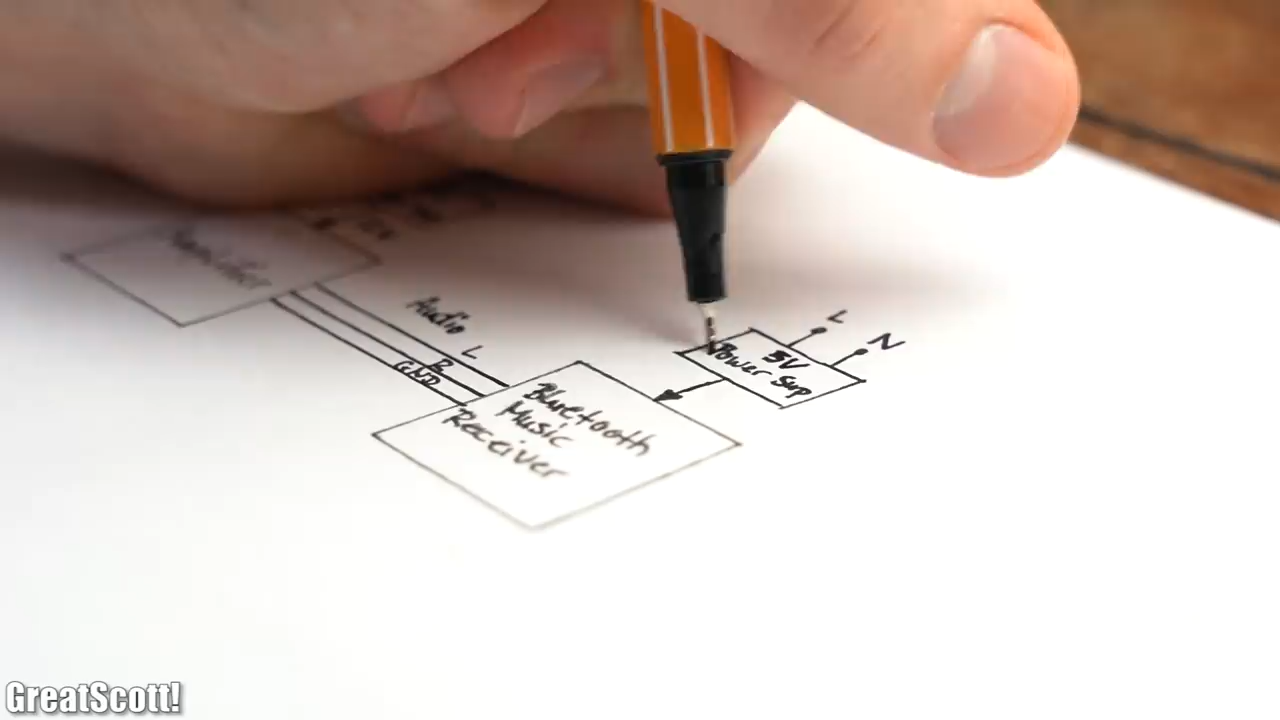 Audio L
R
GND
Bluetooth
Music
Receiver
5V
Power Sup
L
N
GreatScott!